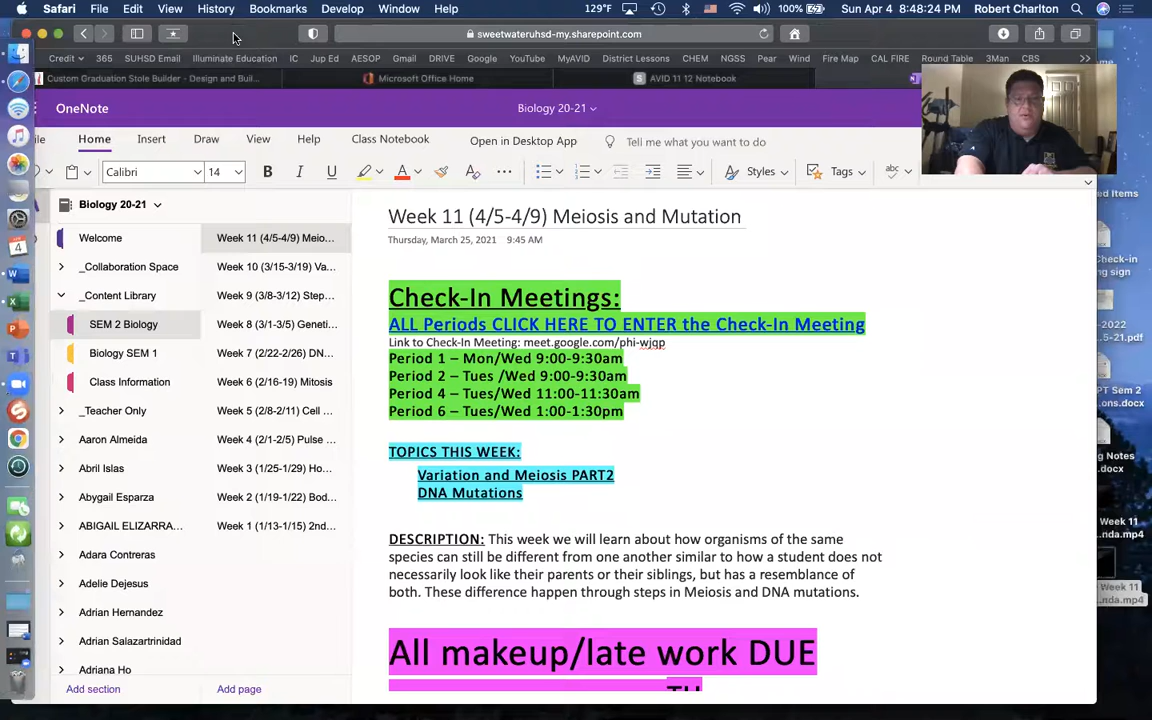 Safari File Edit View History Bookmarks Develop Window Help 129°F 100% Sun Apr 4 8:48:24 PM Robert Charlton
sweetwateruhsd-my.sharepoint.com
Credit 365 SUHSD Email Illuminate Education IC Jup Ed AESOP Gmail DRIVE Google YouTube MyAVID District Lessons CHEM NGSS Pear Wind Fire Map CAL FIRE Round Table 3Man CBS
Custom Graduation Stole Builder - Design and Buil... Microsoft Office Home AVID 11 12 Notebook
OneNote Biology 20-21
Home Insert Draw View Help Class Notebook Open in Desktop App Tell me what you want to do
Calibri 14 B I U A Styles Tags abc
Biology 20-21
Welcome
_Collaboration Space
_Content Library
SEM 2 Biology
Biology SEM 1
Class Information
_Teacher Only
Aaron Almeida
Abril Islas
Abygail Esparza
ABIGAIL ELIZARRA...
Adara Contreras
Adelie Dejesus
Adrian Hernandez
Adrian Salazartrinidad
Adriana Ho
Add section
Week 11 (4/5-4/9) Meio...
Week 10 (3/15-3/19) Va...
Week 9 (3/8-3/12) Step...
Week 8 (3/1-3/5) Geneti...
Week 7 (2/22-2/26) DN...
Week 6 (2/16-19) Mitosis
Week 5 (2/8-2/11) Cell ...
Week 4 (2/1-2/5) Pulse ...
Week 3 (1/25-1/29) Ho...
Week 2 (1/19-1/22) Bod...
Week 1 (1/13-1/15) 2nd...
Add page
Week 11 (4/5-4/9) Meiosis and Mutation
Thursday, March 25, 2021 9:45 AM
Check-In Meetings:
ALL Periods CLICK HERE TO ENTER the Check-In Meeting
Link to Check-In Meeting: meet.google.com/phi-wjqp
Period 1 – Mon/Wed 9:00-9:30am
Period 2 – Tues /Wed 9:00-9:30am
Period 4 – Tues/Wed 11:00-11:30am
Period 6 – Tues/Wed 1:00-1:30pm
TOPICS THIS WEEK:
Variation and Meiosis PART2
DNA Mutations
DESCRIPTION: This week we will learn about how organisms of the same
species can still be different from one another similar to how a student does not
necessarily look like their parents or their siblings, but has a resemblance of
both. These difference happen through steps in Meiosis and DNA mutations.
All makeup/late work DUE